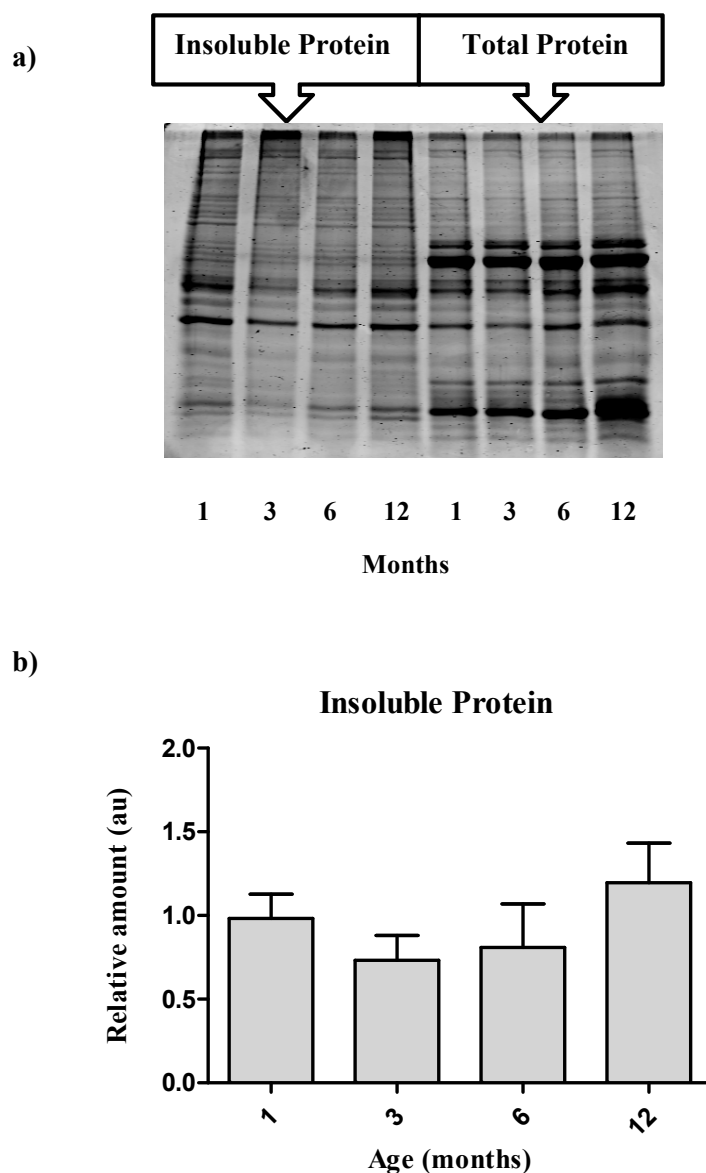 a)
Insoluble Protein Total Protein
1 3 6 12 1 3 6 12
Months
b)
Insoluble Protein
Relative amount (au)
2.0
1.5
1.0
0.5
0.0
1 3 6 12
Age (months)